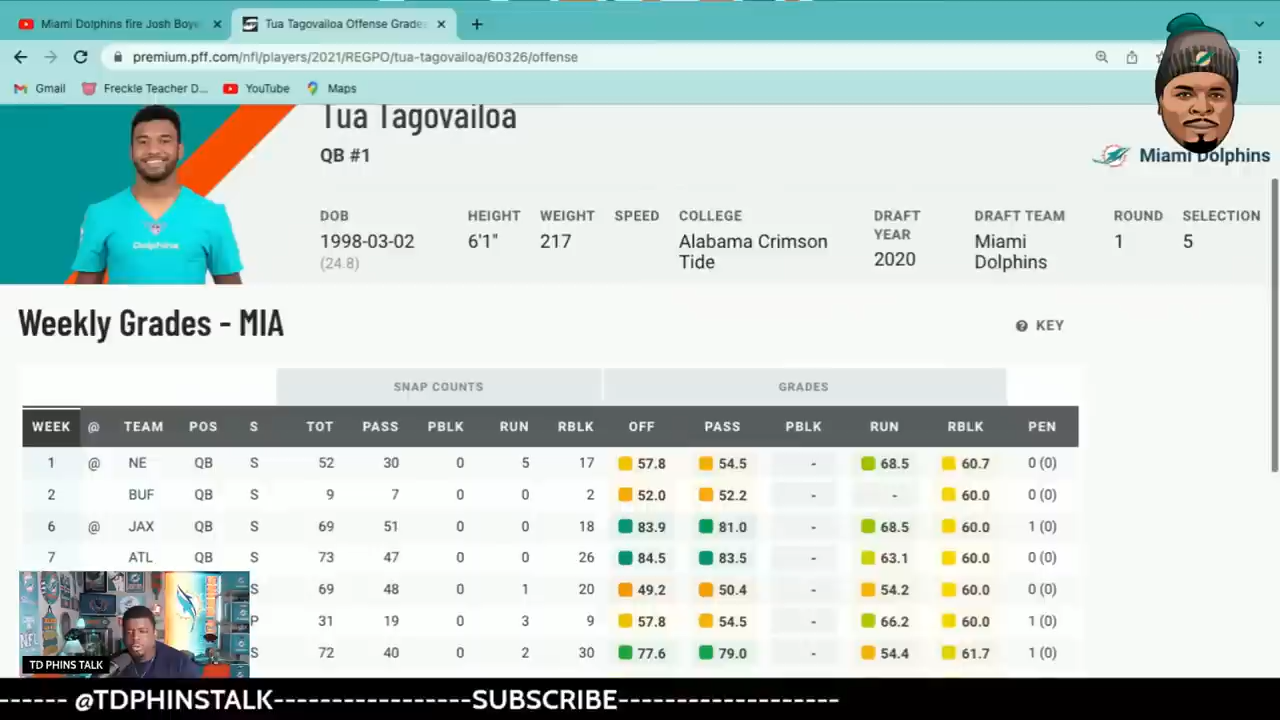 Miami Dolphins fire Josh Boye
Tua Tagovailoa Offense Grades
premium.pff.com/nfl/players/2021/REGPO/tua-tagovailoa/60326/offense
Gmail Freckle Teacher D... YouTube Maps
Tua Tagovailoa
QB #1
Miami Dolphins
DOB HEIGHT WEIGHT SPEED COLLEGE DRAFT YEAR DRAFT TEAM ROUND SELECTION
1998-03-02 (24.8) 6'1" 217 Alabama Crimson Tide 2020 Miami Dolphins 1 5
Dolphins
Weekly Grades - MIA
KEY
SNAP COUNTS GRADES
WEEK @ TEAM POS S TOT PASS PBLK RUN RBLK OFF PASS PBLK RUN RBLK PEN
1 @ NE QB S 52 30 0 5 17 57.8 54.5 - 68.5 60.7 0 (0)
2 BUF QB S 9 7 0 0 2 52.0 52.2 - - 60.0 0 (0)
6 @ JAX QB S 69 51 0 0 18 83.9 81.0 - 68.5 60.0 1 (0)
7 ATL QB S 73 47 0 0 26 84.5 83.5 - 63.1 60.0 0 (0)
S 69 48 0 1 20 49.2 50.4 - 54.2 60.0 0 (0)
P 31 19 0 3 9 57.8 54.5 - 66.2 60.0 1 (0)
S 72 40 0 2 30 77.6 79.0 - 54.4 61.7 1 (0)
NFL
TD PHINS TALK
------ @TDPHINSTALK-----------------SUBSCRIBE-------------------